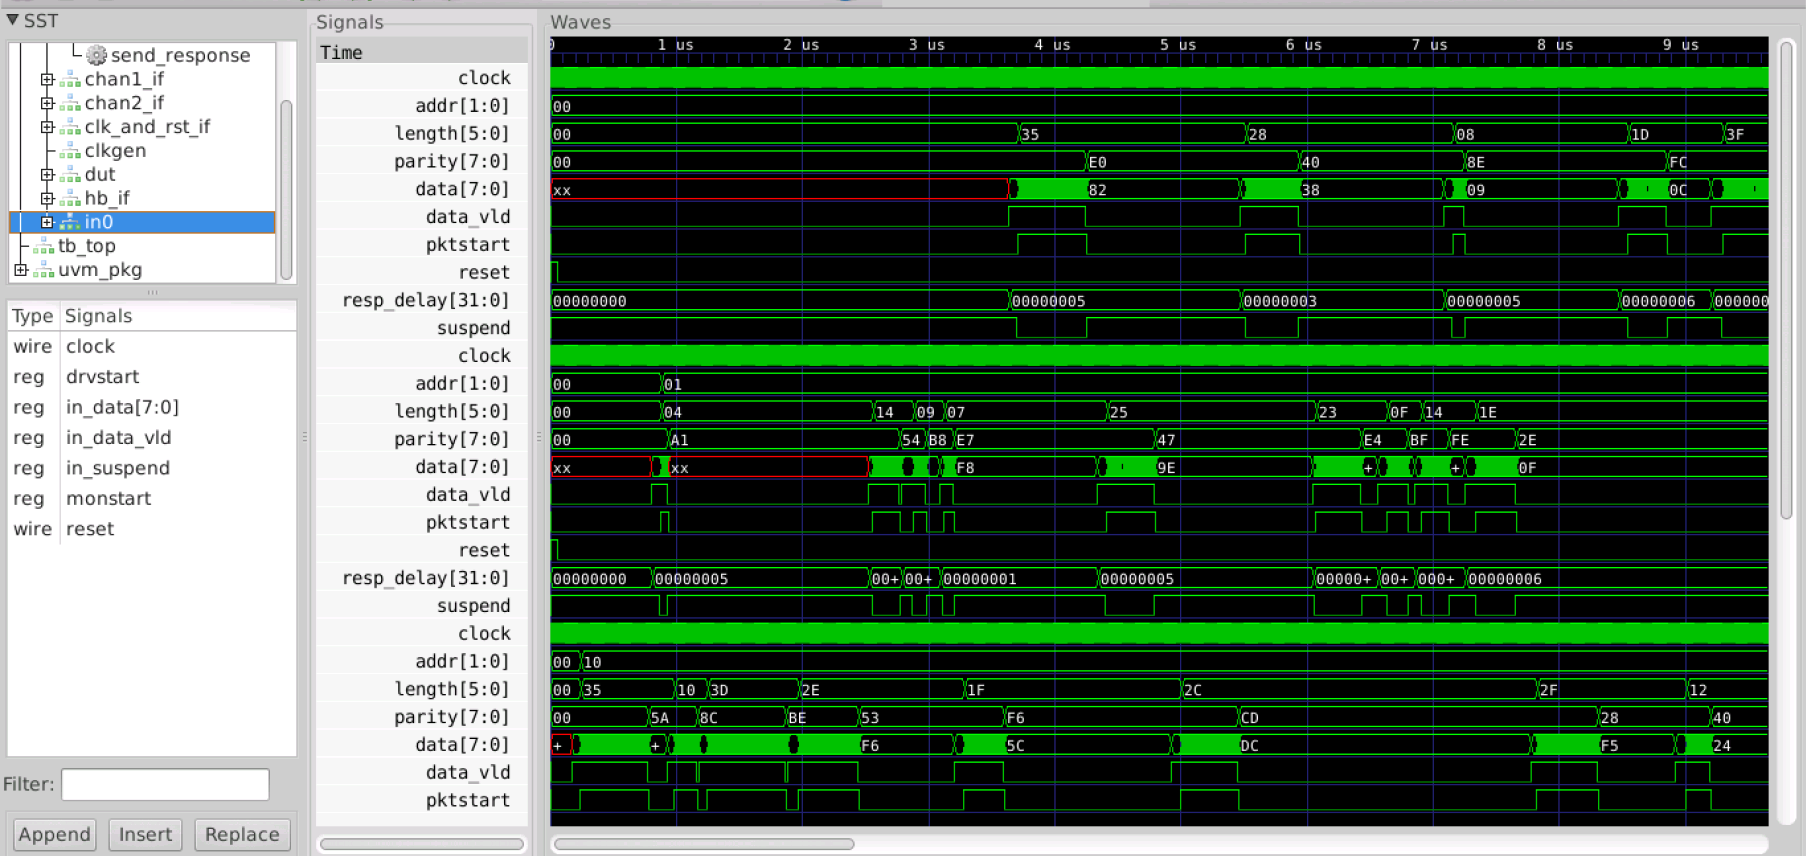 SST
send_response
chan1_if
chan2_if
clk_and_rst_if
clkgen
dut
hb_if
in0
tb_top
uvm_pkg
Type Signals
wire clock
reg drvstart
reg in_data[7:0]
reg in_data_vld
reg in_suspend
reg monstart
wire reset
Filter:
Append Insert Replace
Signals
Waves
Time 0 1 us 2 us 3 us 4 us 5 us 6 us 7 us 8 us 9 us
clock
addr[1:0] 00
length[5:0] 00 35 28 08 1D 3F
parity[7:0] 00 E0 40 8E FC
data[7:0] xx 82 38 09 0C
data_vld
pktstart
reset
resp_delay[31:0] 00000000 00000005 00000003 00000005 00000006 000000
suspend
clock
addr[1:0] 00 01
length[5:0] 00 04 14 09 07 25 23 0F 14 1E
parity[7:0] 00 A1 54 B8 E7 47 E4 BF FE 2E
data[7:0] xx xx F8 9E + + 0F
data_vld
pktstart
reset
resp_delay[31:0] 00000000 00000005 00+ 00+ 00000001 00000005 00000+ 00+ 000+ 00000006
suspend
clock
addr[1:0] 00 10
length[5:0] 00 35 10 3D 2E 1F 2C 2F 12
parity[7:0] 00 5A 8C BE 53 F6 CD 28 40
data[7:0] + + F6 5C DC F5 24
data_vld
pktstart